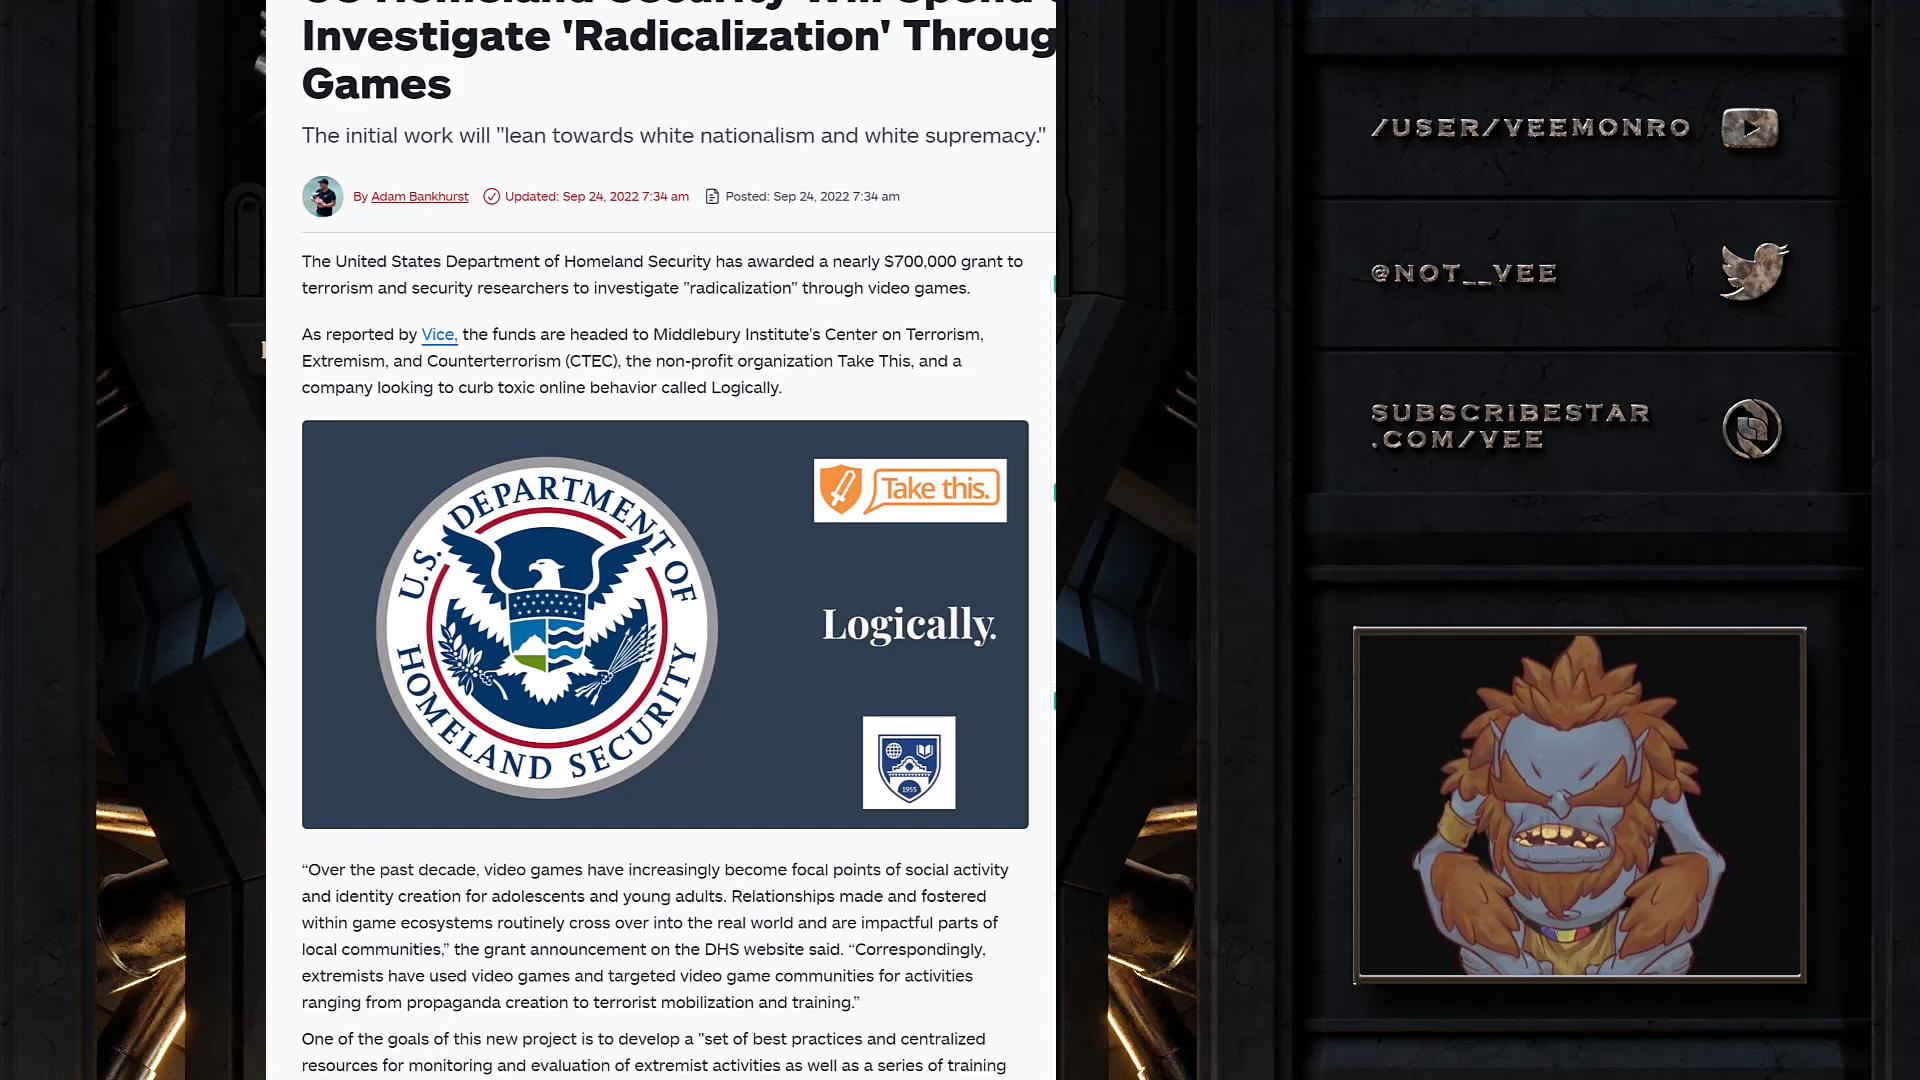 Investigate 'Radicalization' Throug
Games
The initial work will "lean towards white nationalism and white supremacy."
By Adam Bankhurst Updated: Sep 24, 2022 7:34 am Posted: Sep 24, 2022 7:34 am
The United States Department of Homeland Security has awarded a nearly $700,000 grant to
terrorism and security researchers to investigate "radicalization" through video games.
As reported by Vice, the funds are headed to Middlebury Institute's Center on Terrorism,
Extremism, and Counterterrorism (CTEC), the non-profit organization Take This, and a
company looking to curb toxic online behavior called Logically.
U.S. DEPARTMENT OF
HOMELAND SECURITY
Take this.
Logically.
1955
“Over the past decade, video games have increasingly become focal points of social activity
and identity creation for adolescents and young adults. Relationships made and fostered
within game ecosystems routinely cross over into the real world and are impactful parts of
local communities,” the grant announcement on the DHS website said. “Correspondingly,
extremists have used video games and targeted video game communities for activities
ranging from propaganda creation to terrorist mobilization and training.”
One of the goals of this new project is to develop a "set of best practices and centralized
resources for monitoring and evaluation of extremist activities as well as a series of training
/USER/VEEMONRO
@NOT__VEE
SUBSCRIBESTAR
.COM/VEE